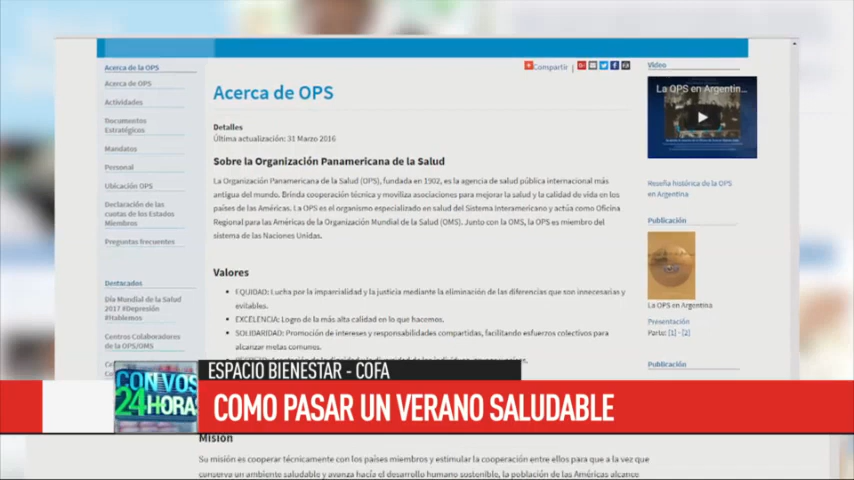 Acerca de la OPS
Acerca de OPS
Actividades
Documentos
Estratégicos
Mandatos
Personal
Ubicación OPS
Declaración de las
cuotas de los Estados
Miembros
Preguntas frecuentes
Destacados
Día Mundial de la Salud
2017 #Depresión
#Hablemos
Centros Colaboradores
de la OPS/OMS
Compartir |
Acerca de OPS
Detalles
Última actualización: 31 Marzo 2016
Sobre la Organización Panamericana de la Salud
La Organización Panamericana de la Salud (OPS), fundada en 1902, es la agencia de salud pública internacional más
antigua del mundo. Brinda cooperación técnica y moviliza asociaciones para mejorar la salud y la calidad de vida en los
países de las Américas. La OPS es el organismo especializado en salud del Sistema Interamericano y actúa como Oficina
Regional para las Américas de la Organización Mundial de la Salud (OMS). Junto con la OMS, la OPS es miembro del
sistema de las Naciones Unidas.
Valores
EQUIDAD: Lucha por la imparcialidad y la justicia mediante la eliminación de las diferencias que son innecesarias y
evitables.
EXCELENCIA: Logro de la más alta calidad en lo que hacemos.
SOLIDARIDAD: Promoción de intereses y responsabilidades compartidas, facilitando esfuerzos colectivos para
alcanzar metas comunes.
Video
La OPS en Argentin...
Reseña histórica de la OPS
en Argentina
Publicación
La OPS en Argentina
Presentación
Parte: [1] - [2]
Publicación
ESPACIO BIENESTAR - COFA
CON VOS
24 HORAS
COMO PASAR UN VERANO SALUDABLE
Misión
Su misión es cooperar técnicamente con los países miembros y estimular la cooperación entre ellos para que a la vez que
conserva un ambiente saludable y avanza hacia el desarrollo humano sostenible, la población de las Américas alcance